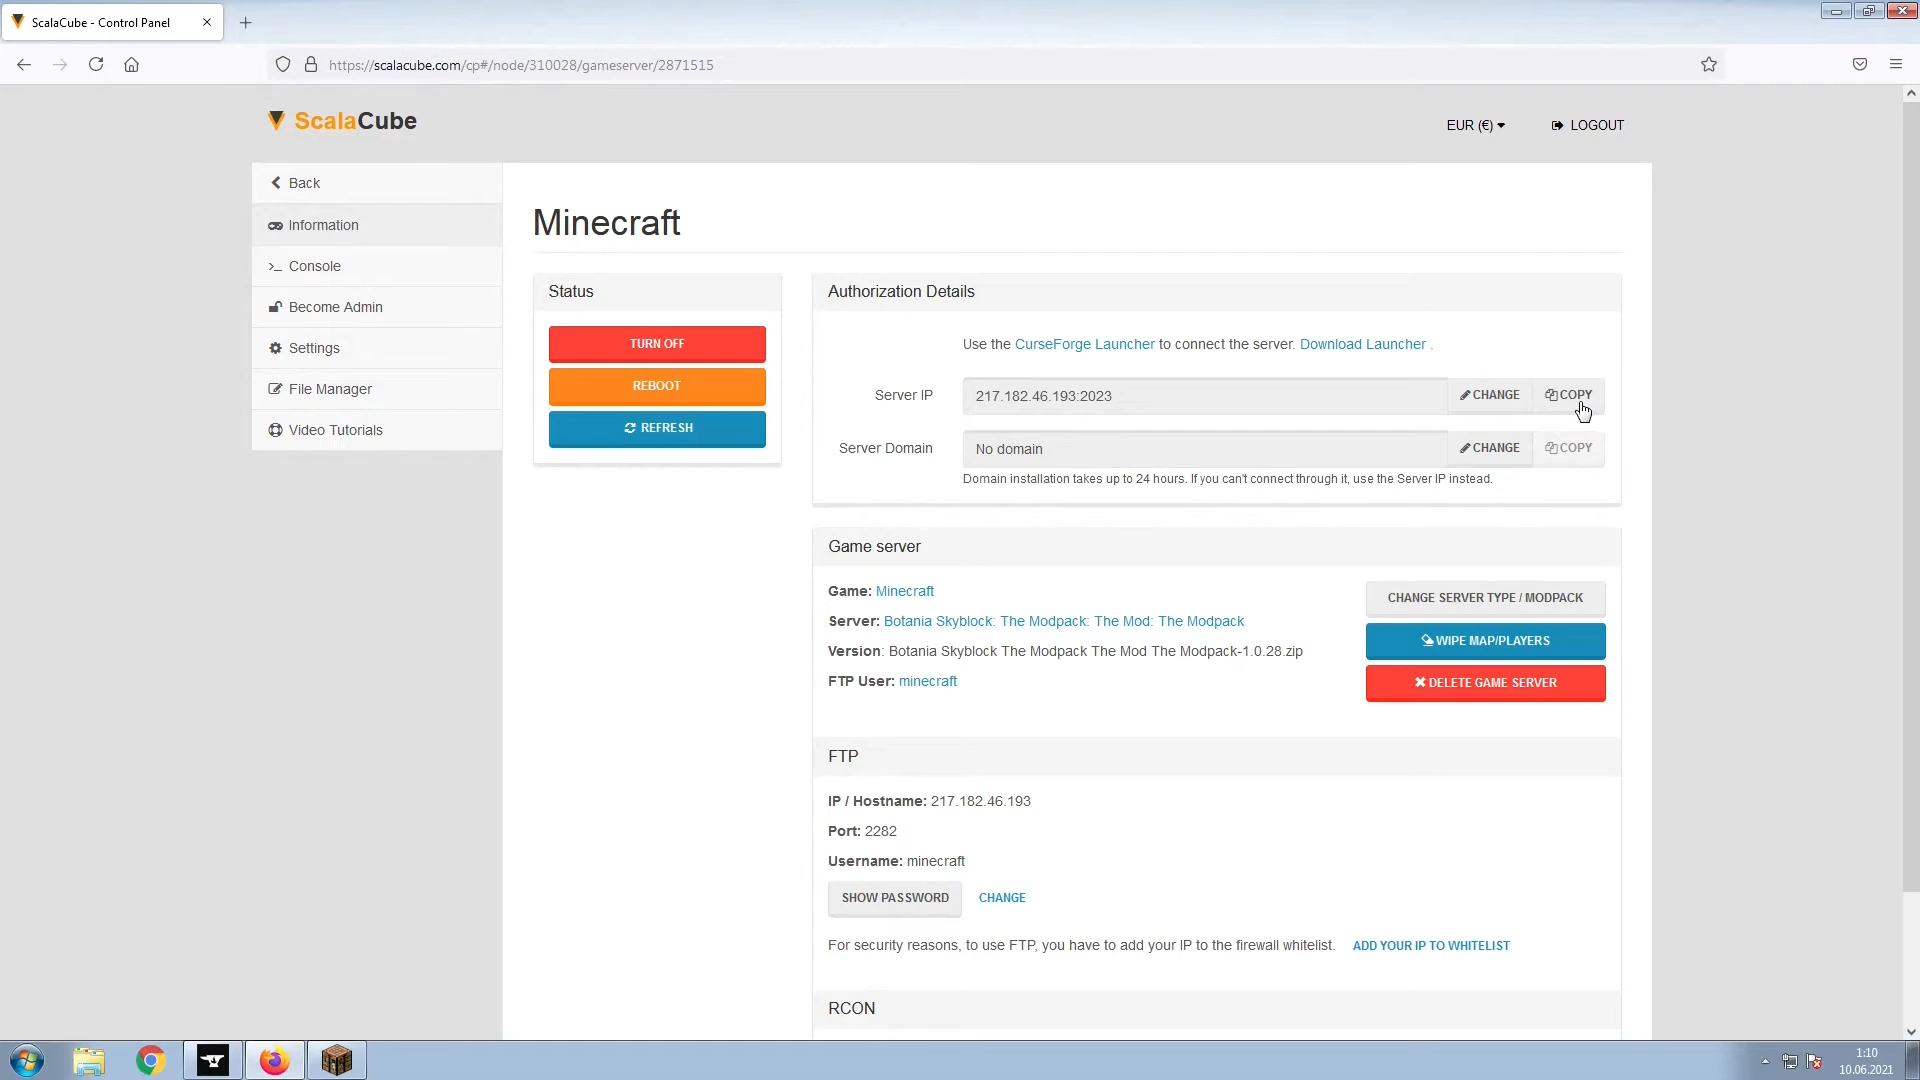 ScalaCube - Control Panel
https://scalacube.com/cp#/node/310028/gameserver/2871515
ScalaCube
EUR (€)
LOGOUT
Back
Information
Console
Become Admin
Settings
File Manager
Video Tutorials
Minecraft
Status
TURN OFF
REBOOT
REFRESH
Authorization Details
Use the CurseForge Launcher to connect the server. Download Launcher .
Server IP
217.182.46.193:2023
CHANGE
COPY
Server Domain
No domain
CHANGE
COPY
Domain installation takes up to 24 hours. If you can't connect through it, use the Server IP instead.
Game server
Game: Minecraft
Server: Botania Skyblock: The Modpack: The Mod: The Modpack
Version: Botania Skyblock The Modpack The Mod The Modpack-1.0.28.zip
FTP User: minecraft
CHANGE SERVER TYPE / MODPACK
WIPE MAP/PLAYERS
DELETE GAME SERVER
FTP
IP / Hostname: 217.182.46.193
Port: 2282
Username: minecraft
SHOW PASSWORD
CHANGE
For security reasons, to use FTP, you have to add your IP to the firewall whitelist.
ADD YOUR IP TO WHITELIST
RCON
1:10
10.06.2021